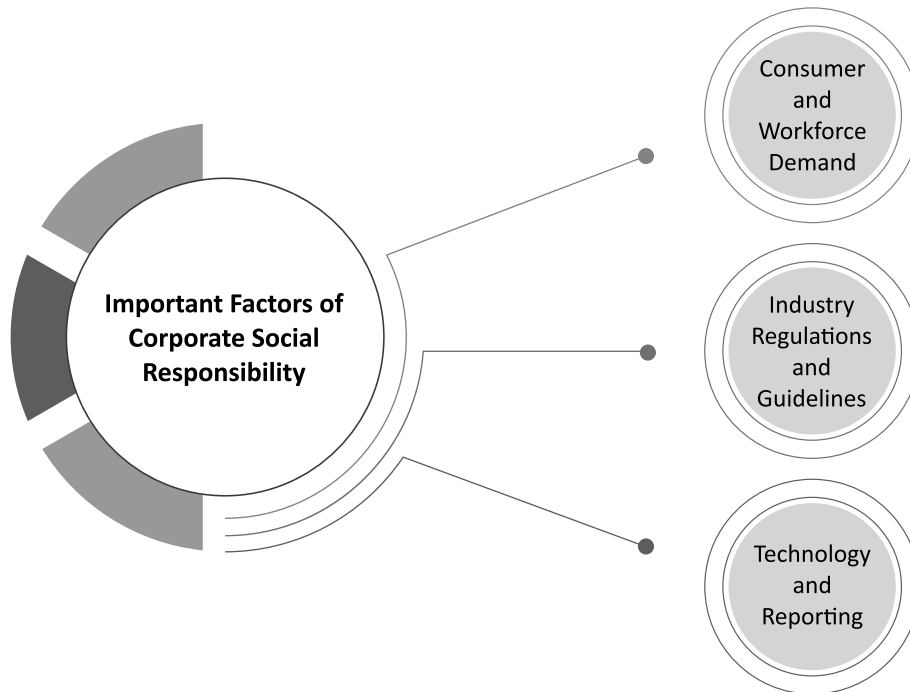 Important Factors of
Corporate Social
Responsibility
Consumer
and
Workforce
Demand
Industry
Regulations
and
Guidelines
Technology
and
Reporting